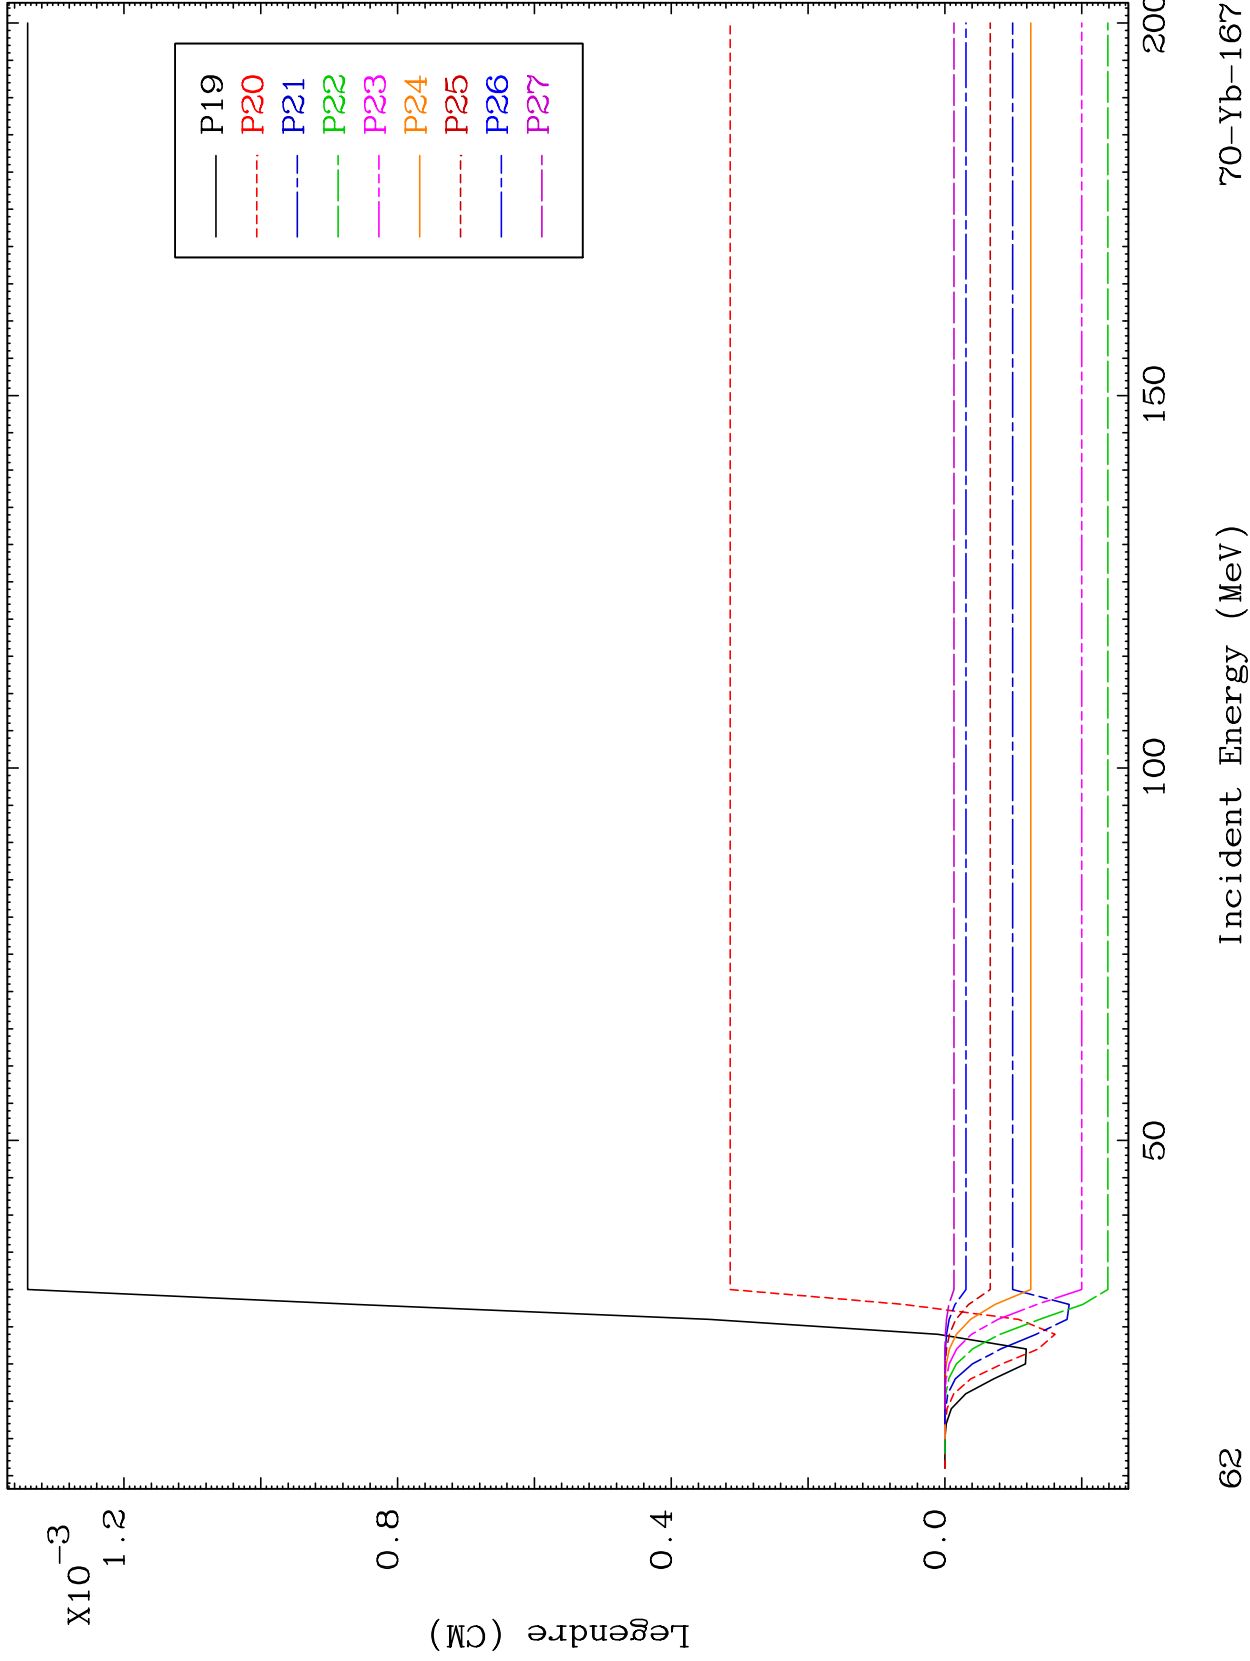 X10-3
1.2
0.8
0.4
0.0
Legendre (CM)
P19
P20
P21
P22
P23
P24
P25
P26
P27
50
100
150
200
Incident Energy (MeV)
62
70-Yb-167